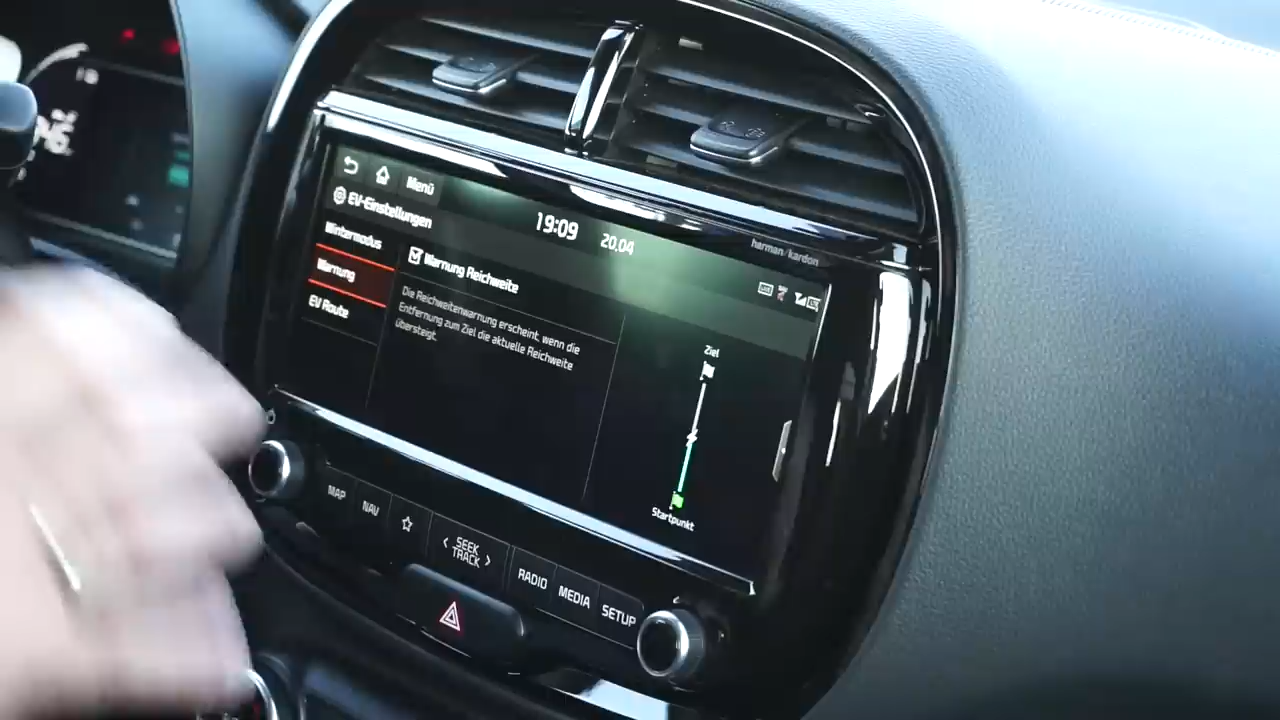 Menü
EV-Einstellungen
19:09
20.04
harman/kardon
Wintermodus
Warnung
EV Route
Warnung Reichweite
Die Reichweitenwarnung erscheint, wenn die
Entfernung zum Ziel die aktuelle Reichweite
übersteigt.
Ziel
Startpunkt
MAP
NAV
SEEK
TRACK
RADIO
MEDIA
SETUP